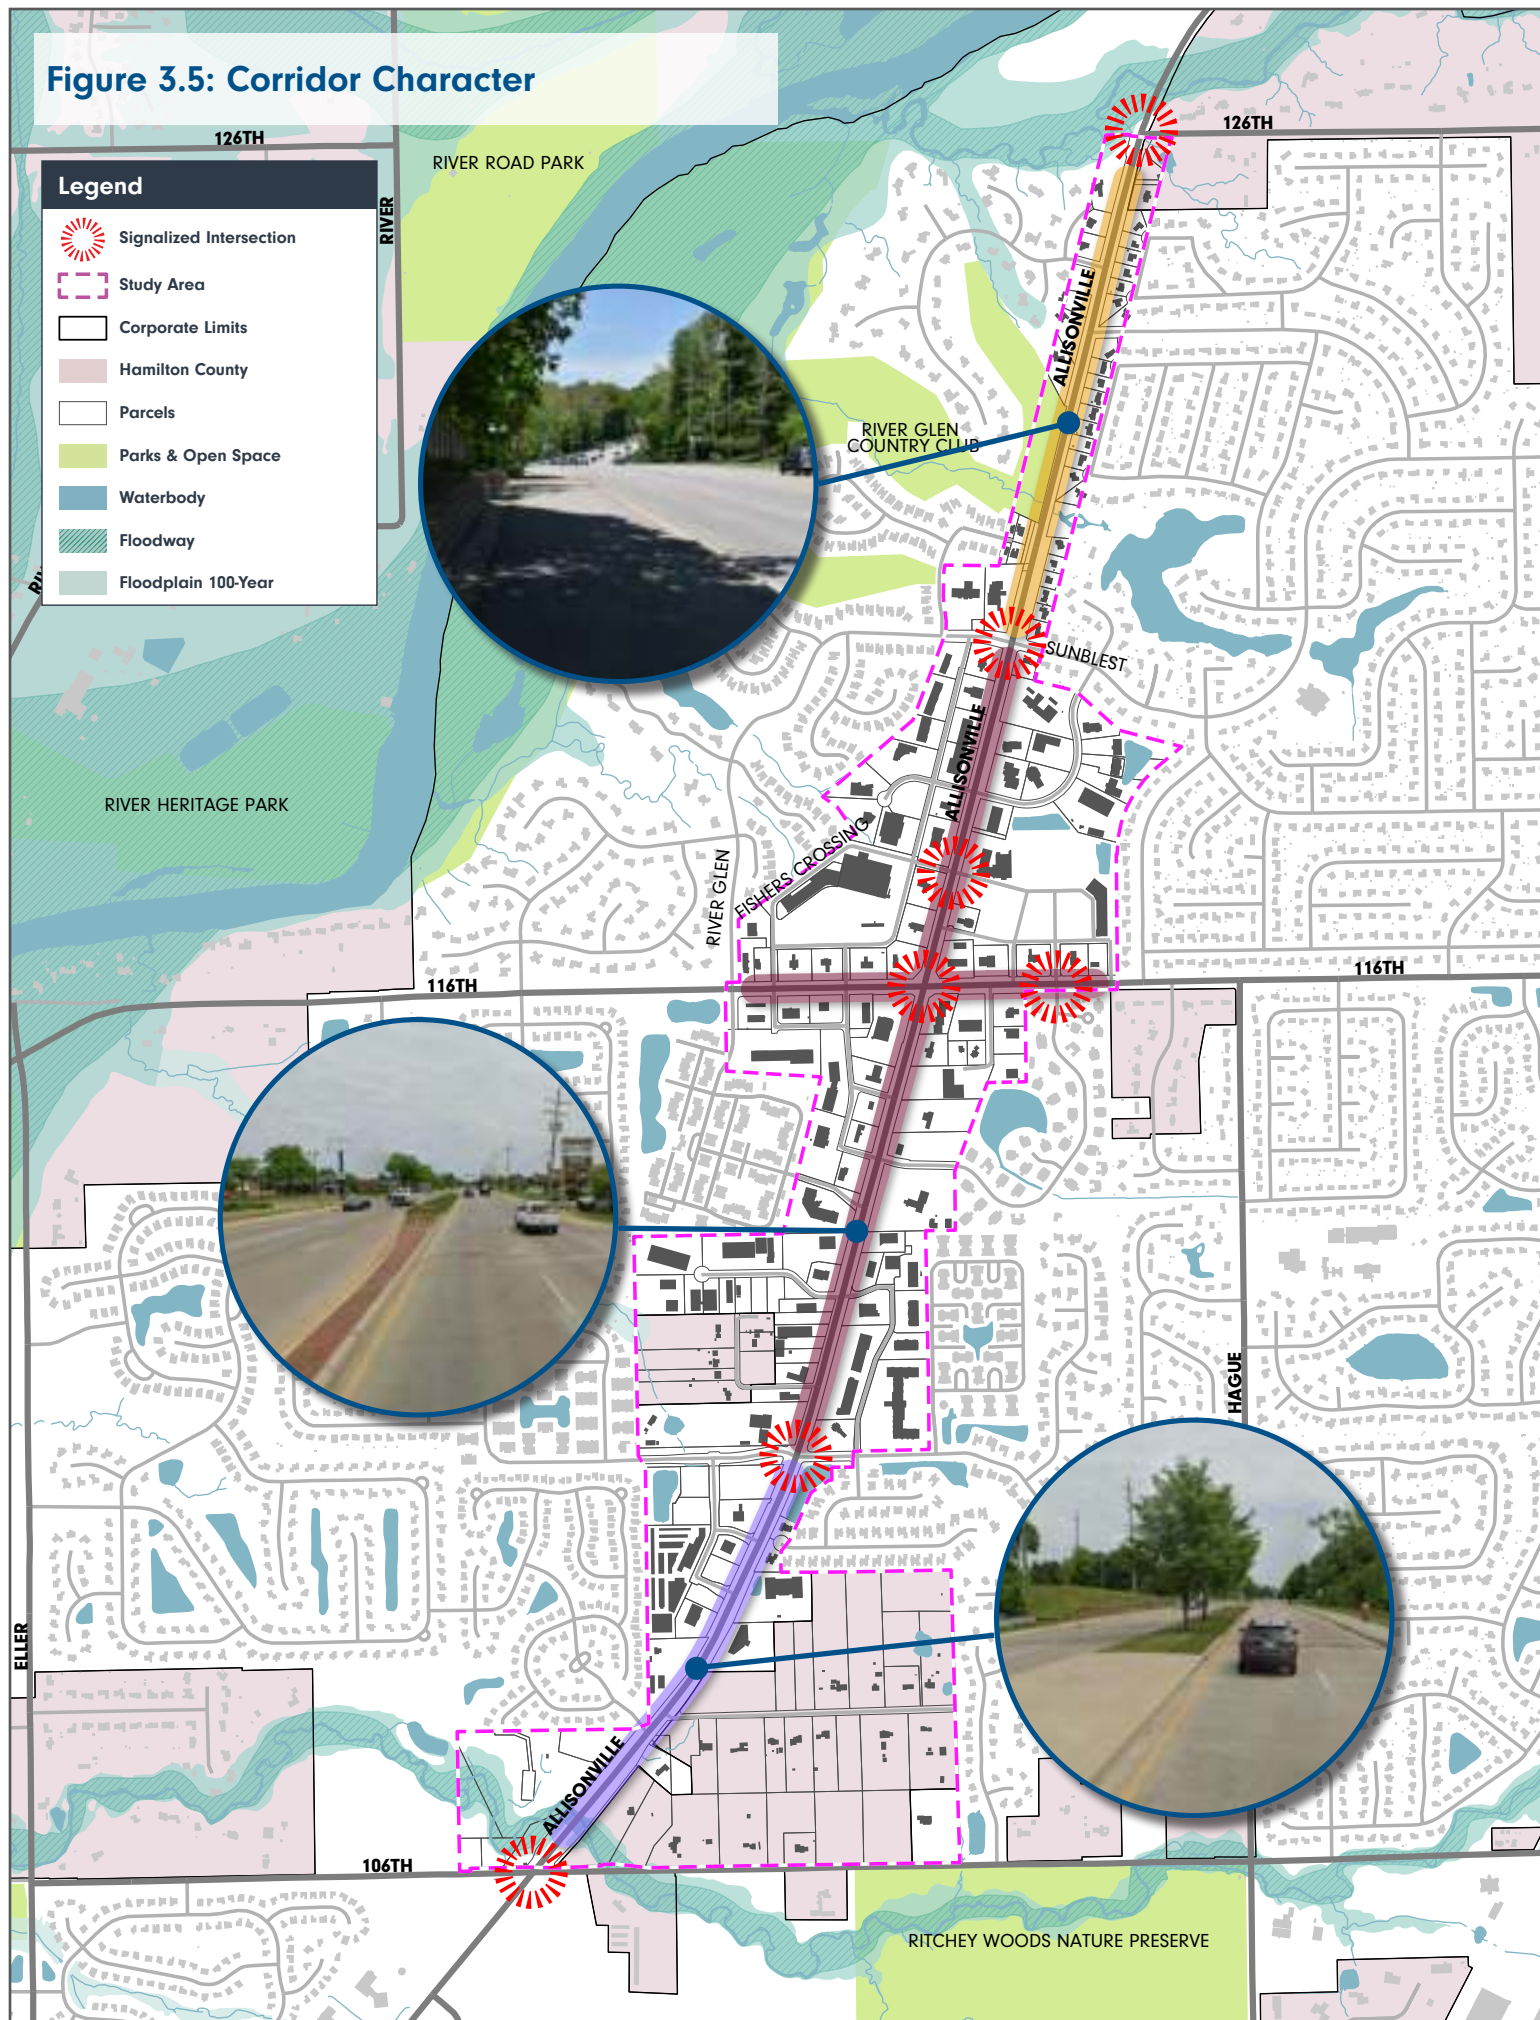 Figure 3.5: Corridor Character
126TH
126TH
RIVER ROAD PARK
Legend
Signalized Intersection
Study Area
Corporate Limits
Hamilton County
Parcels
Parks & Open Space
Waterbody
Floodway
Floodplain 100-Year
RIVER
ALLISONVILLE
RIVER GLEN
COUNTRY CLUB
SUNBLEST
ALLISONVILLE
RIVER HERITAGE PARK
FISHERS CROSSING
RIVER GLEN
116TH
116TH
HAGUE
ELLER
ALLISONVILLE
106TH
RITCHEY WOODS NATURE PRESERVE